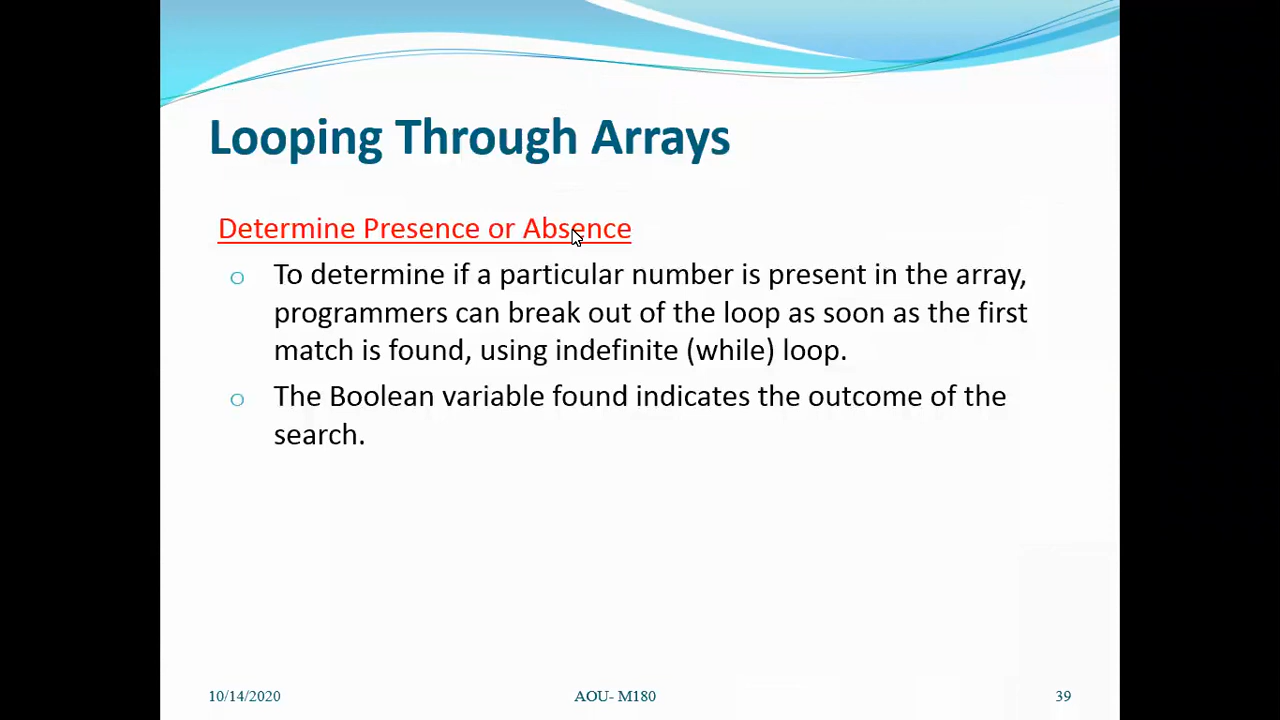 Looping Through Arrays
Determine Presence or Absence
o To determine if a particular number is present in the array,
programmers can break out of the loop as soon as the first
match is found, using indefinite (while) loop.
o The Boolean variable found indicates the outcome of the
search.
10/14/2020 AOU- M180 39